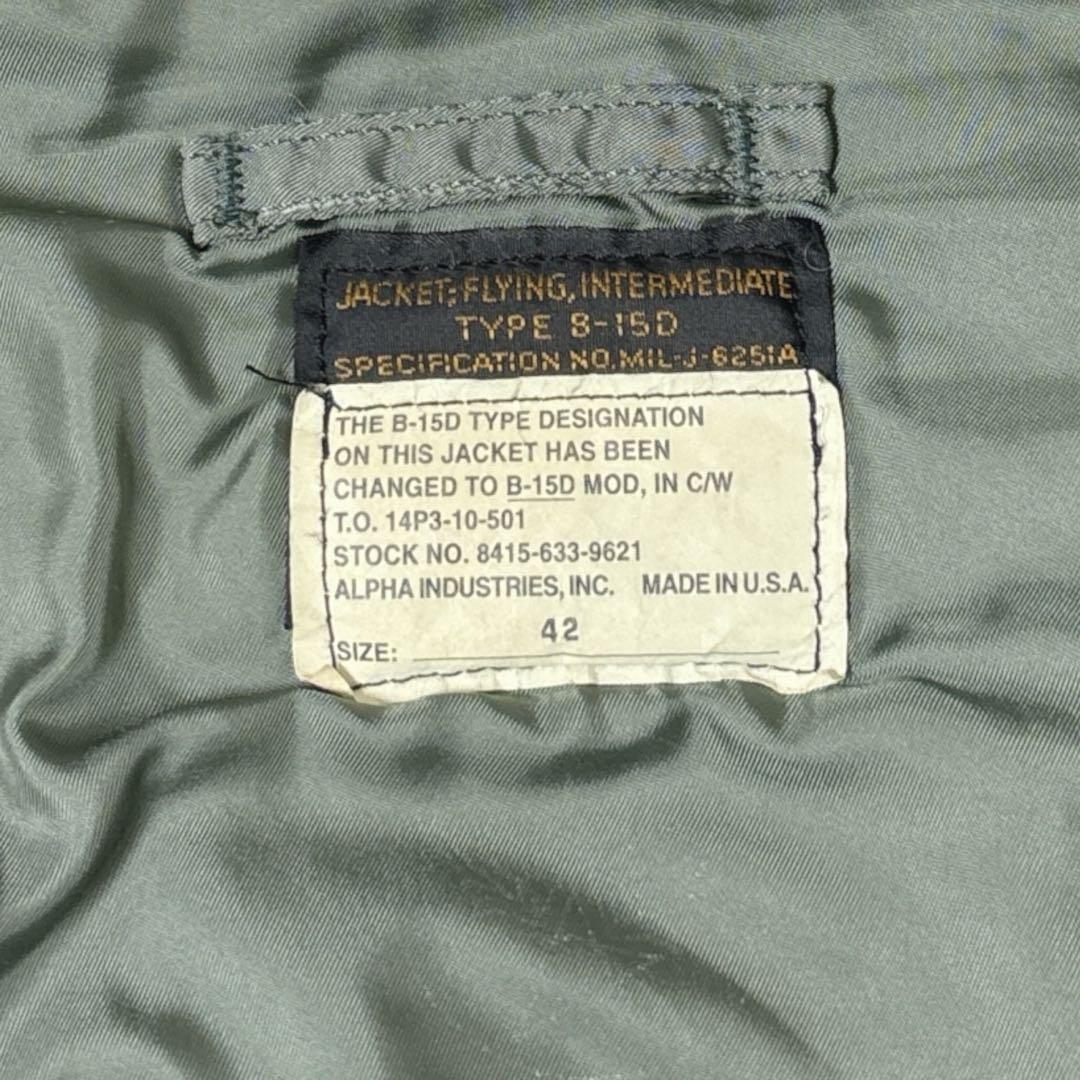 JACKET; FLYING, INTERMEDIATE
TYPE B-15D
SPECIFICATION NO. MIL-J-6251A
THE B-15D TYPE DESIGNATION
ON THIS JACKET HAS BEEN
CHANGED TO B-15D MOD, IN C/W
T.O. 14P3-10-501
STOCK NO. 8415-633-9621
ALPHA INDUSTRIES, INC. MADE IN U.S.A.
42
SIZE: